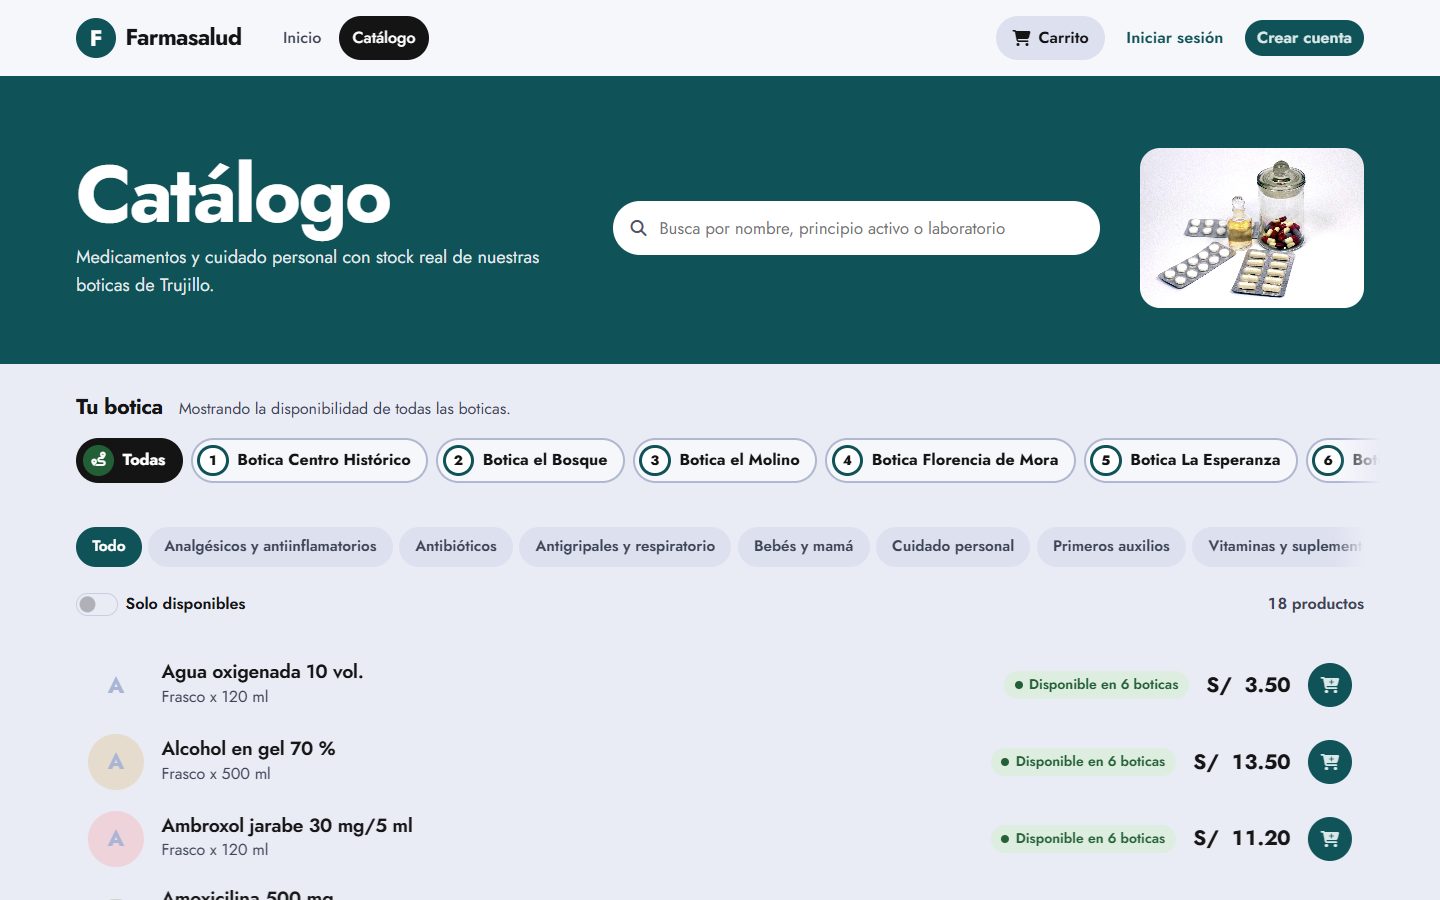 F Farmasalud Inicio Catálogo Carrito Iniciar sesión Crear cuenta
Catálogo
Medicamentos y cuidado personal con stock real de nuestras
boticas de Trujillo.
Busca por nombre, principio activo o laboratorio
Tu botica Mostrando la disponibilidad de todas las boticas.
Todas 1 Botica Centro Histórico 2 Botica el Bosque 3 Botica el Molino 4 Botica Florencia de Mora 5 Botica La Esperanza 6 Bot
Todo Analgésicos y antiinflamatorios Antibióticos Antigripales y respiratorio Bebés y mamá Cuidado personal Primeros auxilios Vitaminas y suplement
Solo disponibles 18 productos
A Agua oxigenada 10 vol.
Frasco x 120 ml
Disponible en 6 boticas S/ 3.50
A Alcohol en gel 70 %
Frasco x 500 ml
Disponible en 6 boticas S/ 13.50
A Ambroxol jarabe 30 mg/5 ml
Frasco x 120 ml
Disponible en 6 boticas S/ 11.20
Amoxicilina 500 mg